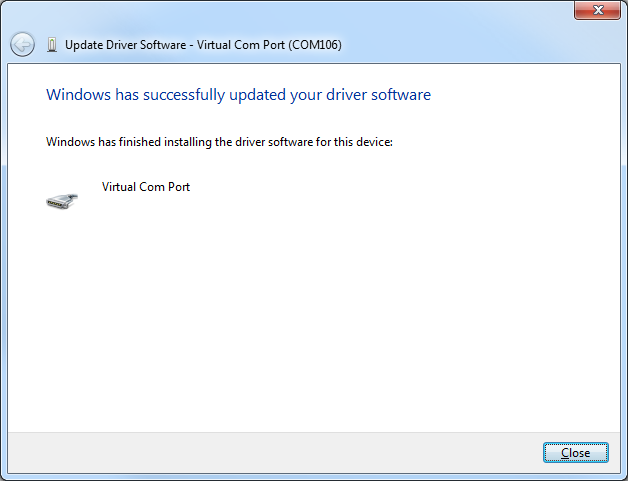 Update Driver Software - Virtual Com Port (COM106)
Windows has successfully updated your driver software
Windows has finished installing the driver software for this device:
Virtual Com Port
Close